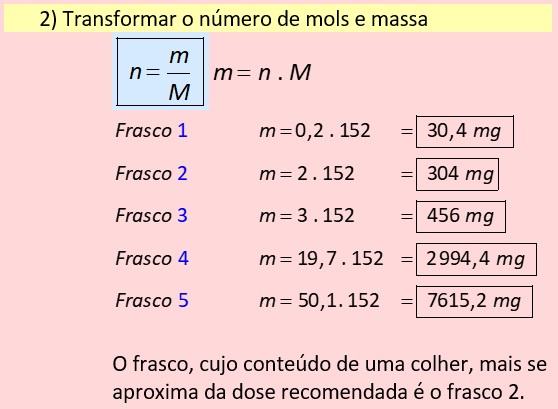 2) Transformar o número de mols e massa
n = m/M m = n . M
Frasco 1 m = 0,2 . 152 = 30,4 mg
Frasco 2 m = 2 . 152 = 304 mg
Frasco 3 m = 3 . 152 = 456 mg
Frasco 4 m = 19,7 . 152 = 2994,4 mg
Frasco 5 m = 50,1 . 152 = 7615,2 mg
O frasco, cujo conteúdo de uma colher, mais se
aproxima da dose recomendada é o frasco 2.